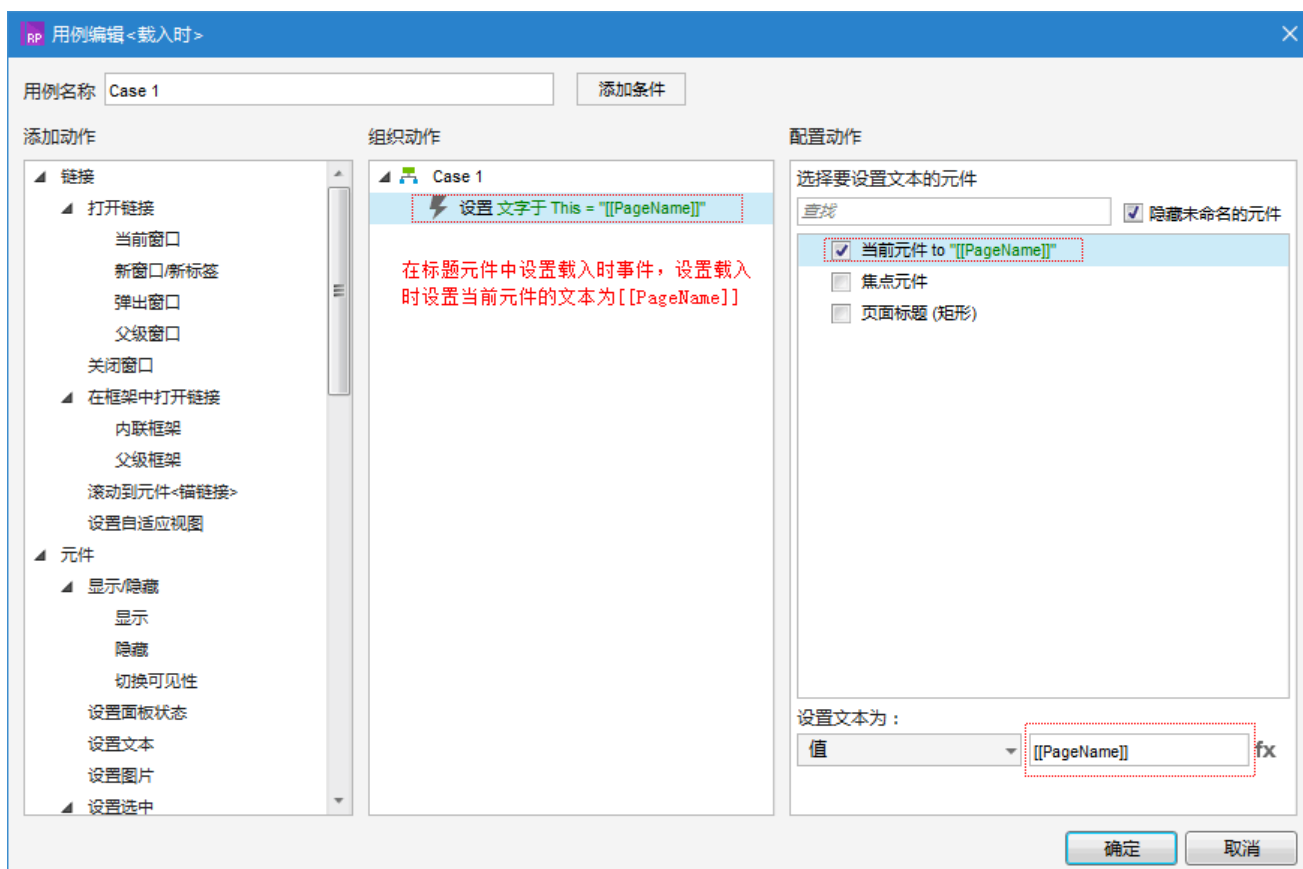 RP 用例编辑<载入时>
用例名称 Case 1 添加条件
添加动作
链接
打开链接
当前窗口
新窗口/新标签
弹出窗口
父级窗口
关闭窗口
在框架中打开链接
内联框架
父级框架
滚动到元件<锚链接>
设置自适应视图
元件
显示/隐藏
显示
隐藏
切换可见性
设置面板状态
设置文本
设置图片
设置选中
组织动作
Case 1
设置 文字于 This = "[[PageName]]"
在标题元件中设置载入时事件，设置载入
时设置当前元件的文本为[[PageName]]
配置动作
选择要设置文本的元件
查找 隐藏未命名的元件
当前元件 to "[[PageName]]"
焦点元件
页面标题 (矩形)
设置文本为：
值 [[PageName]] fx
确定 取消